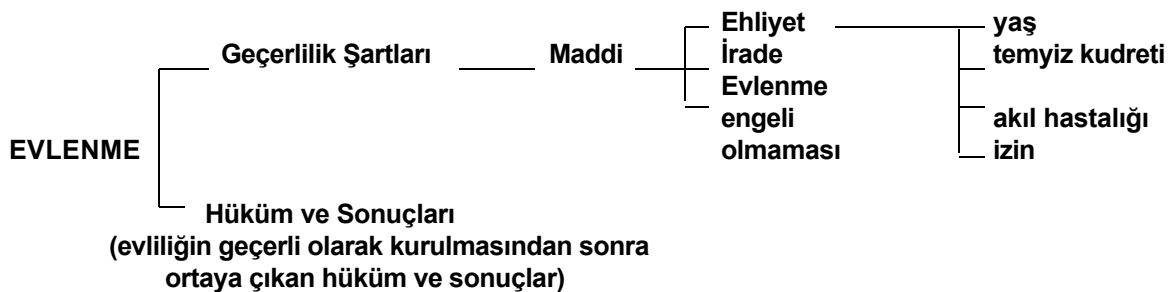 Ehliyet
yaş
Geçerlilik Şartları
Maddi
İrade
temyiz kudreti
Evlenme
engeli
akıl hastalığı
EVLENME
olmaması
izin
Hüküm ve Sonuçları
(evliliğin geçerli olarak kurulmasından sonra
ortaya çıkan hüküm ve sonuçlar)